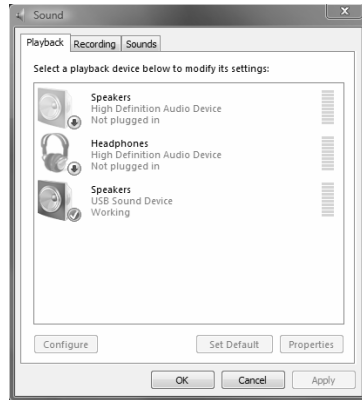 Sound
X
Playback Recording Sounds
Select a playback device below to modify its settings:
Speakers
High Definition Audio Device
Not plugged in
Headphones
High Definition Audio Device
Not plugged in
Speakers
USB Sound Device
Working
Configure Set Default Properties
OK Cancel Apply